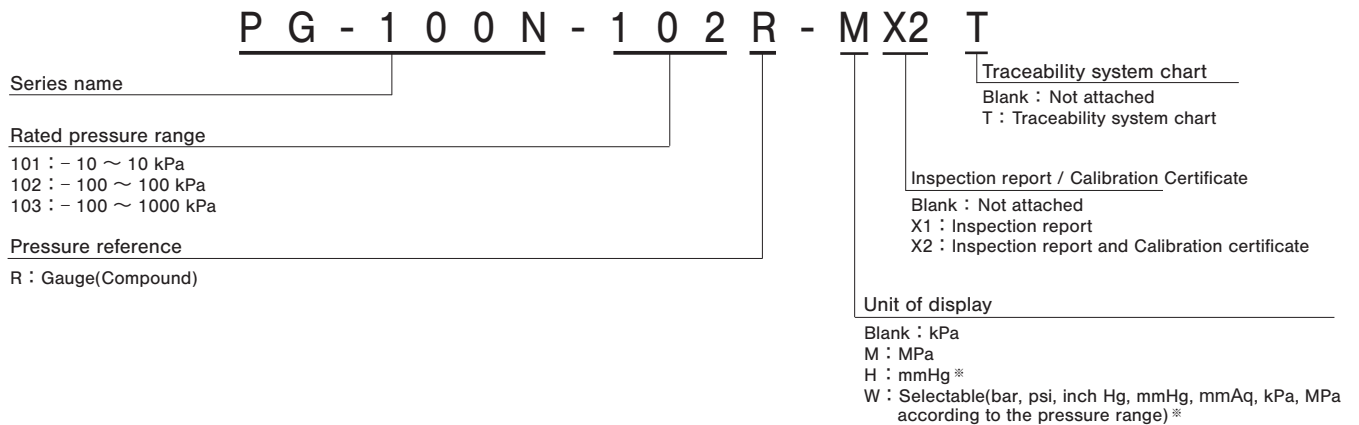 PG-100N-102R-MX2 T
Series name
Rated pressure range
101：− 10 ～ 10 kPa
102：− 100 ～ 100 kPa
103：− 100 ～ 1000 kPa
Pressure reference
R：Gauge(Compound)
Traceability system chart
Blank：Not attached
T：Traceability system chart
Inspection report / Calibration Certificate
Blank：Not attached
X1：Inspection report
X2：Inspection report and Calibration certificate
Unit of display
Blank：kPa
M：MPa
H：mmHg※
W：Selectable(bar, psi, inch Hg, mmHg, mmAq, kPa, MPa
according to the pressure range)※